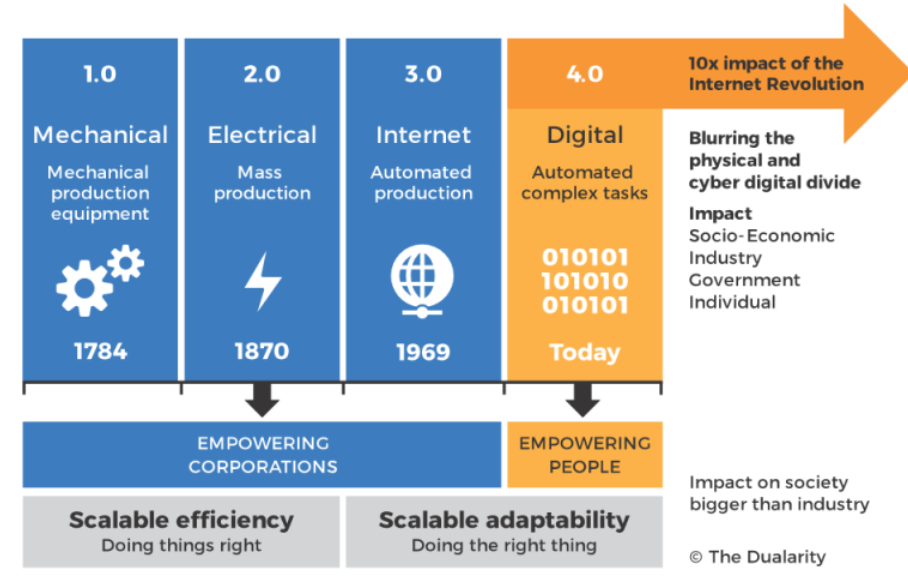 1.0
Mechanical
Mechanical
production
equipment
1784
2.0
Electrical
Mass
production
1870
3.0
Internet
Automated
production
1969
4.0
Digital
Automated
complex tasks
010101
101010
010101
Today
10x impact of the
Internet Revolution
Blurring the
physical and
cyber digital divide
Impact
Socio-Economic
Industry
Government
Individual
EMPOWERING
CORPORATIONS
EMPOWERING
PEOPLE
Scalable efficiency
Doing things right
Scalable adaptability
Doing the right thing
Impact on society
bigger than industry
© The Dualarity